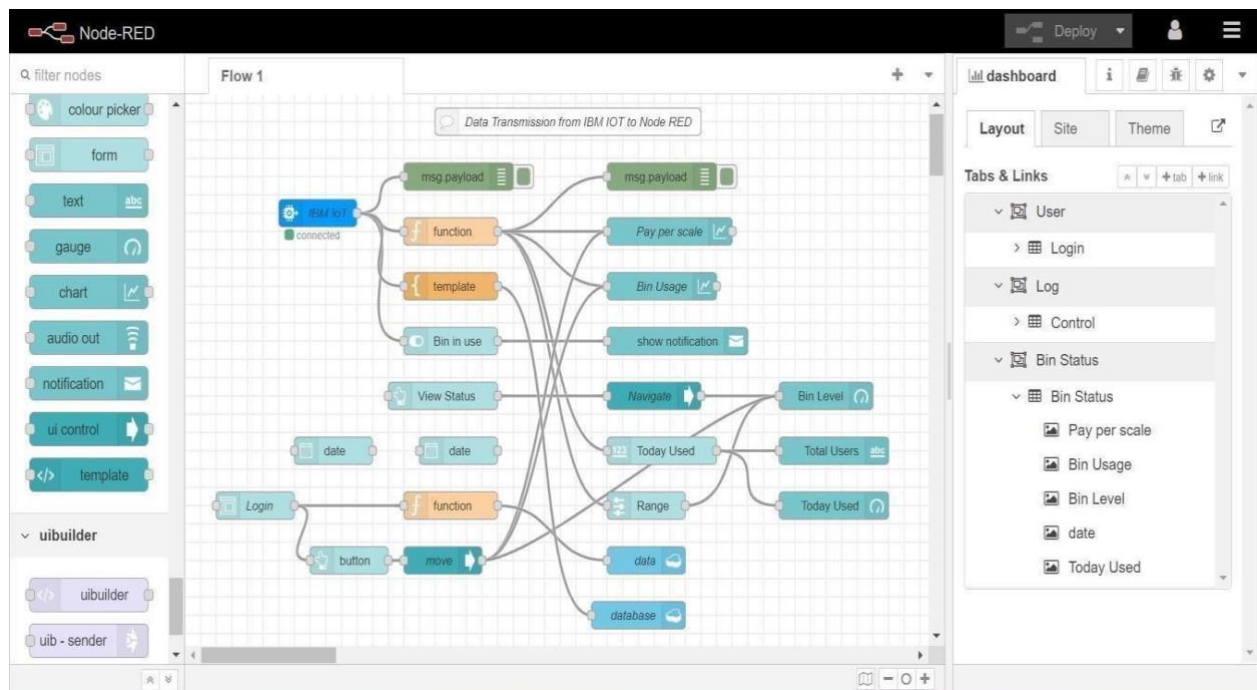 Node-RED
Deploy
filter nodes
Flow 1
dashboard
i
colour picker
form
text
abc
gauge
chart
audio out
notification
ui control
template
uibuilder
uibuilder
uib - sender
Data Transmission from IBM IOT to Node RED
msg.payload
msg.payload
IBM IoT
connected
function
Pay per scale
template
Bin Usage
Bin in use
show notification
View Status
Navigate
Bin Level
date
date
123
Today Used
Total Users
abc
Login
function
Range
Today Used
button
move
data
database
Layout
Site
Theme
Tabs & Links
+ tab
+ link
User
Login
Log
Control
Bin Status
Bin Status
Pay per scale
Bin Usage
Bin Level
date
Today Used